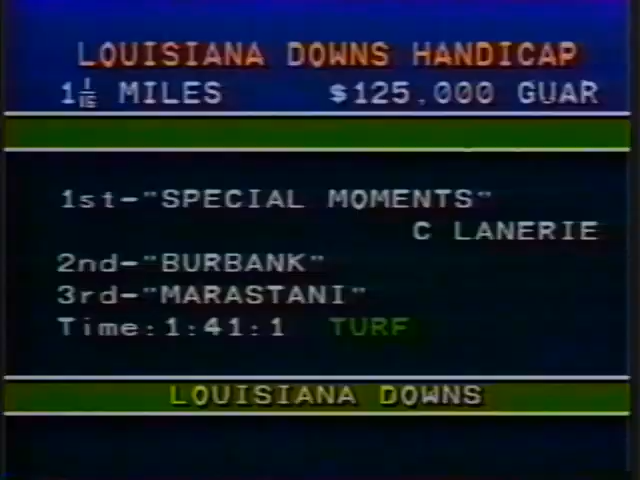 LOUISIANA DOWNS HANDICAP
1 1/16 MILES $125,000 GUAR
1st-"SPECIAL MOMENTS"
C LANERIE
2nd-"BURBANK"
3rd-"MARASTANI"
Time:1:41:1 TURF
LOUISIANA DOWNS